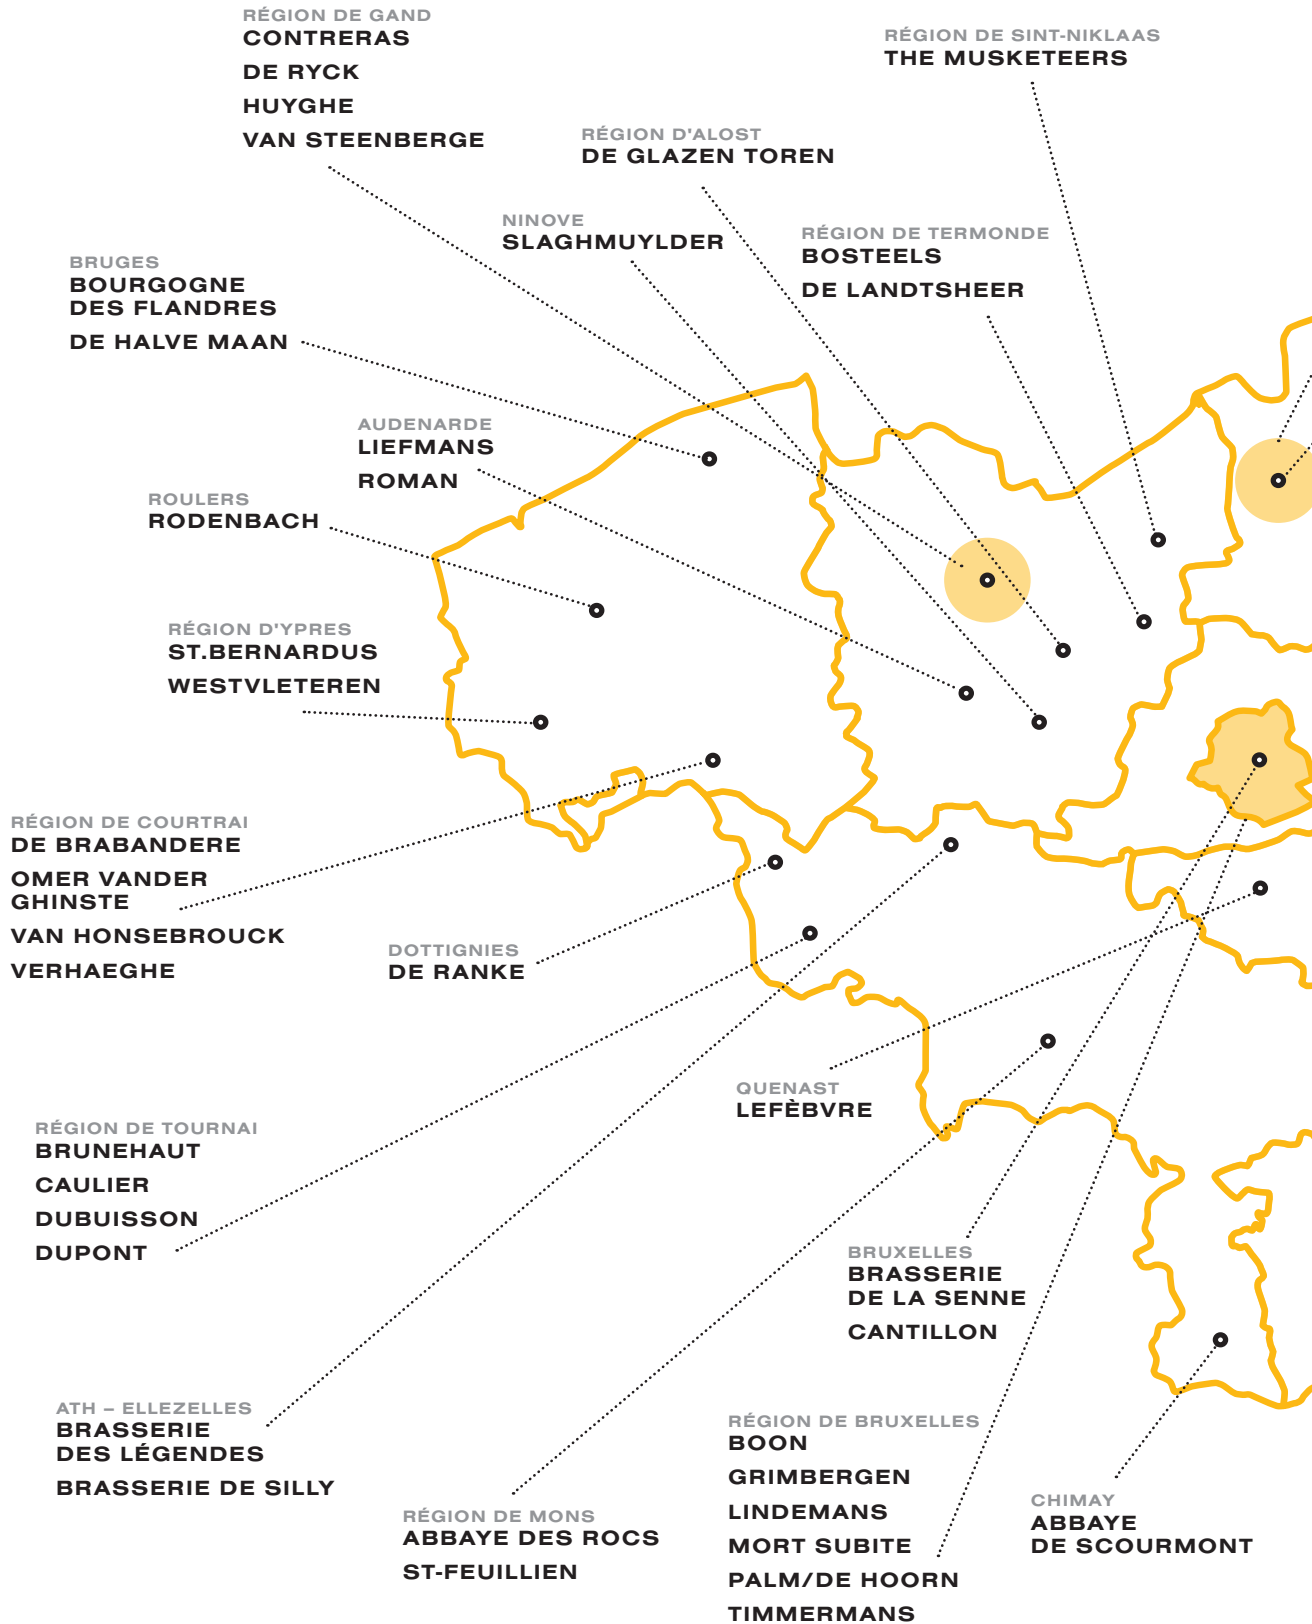 RÉGION DE GAND
CONTRERAS
DE RYCK
HUYGHE
VAN STEENBERGE
RÉGION DE SINT-NIKLAAS
THE MUSKETEERS
RÉGION D'ALOST
DE GLAZEN TOREN
NINOVE
SLAGHMUYLDER
RÉGION DE TERMONDE
BOSTEELS
DE LANDTSHEER
BRUGES
BOURGOGNE
DES FLANDRES
DE HALVE MAAN
AUDENARDE
LIEFMANS
ROMAN
ROULERS
RODENBACH
RÉGION D'YPRES
ST.BERNARDUS
WESTVLETEREN
RÉGION DE COURTRAI
DE BRABANDERE
OMER VANDER
GHINSTE
VAN HONSEBROUCK
VERHAEGHE
DOTTIGNIES
DE RANKE
QUENAST
LEFÈBVRE
RÉGION DE TOURNAI
BRUNEHAUT
CAULIER
DUBUISSON
DUPONT
BRUXELLES
BRASSERIE
DE LA SENNE
CANTILLON
ATH – ELLEZELLES
BRASSERIE
DES LÉGENDES
BRASSERIE DE SILLY
RÉGION DE MONS
ABBAYE DES ROCS
ST-FEUILLIEN
RÉGION DE BRUXELLES
BOON
GRIMBERGEN
LINDEMANS
MORT SUBITE
PALM/DE HOORN
TIMMERMANS
CHIMAY
ABBAYE
DE SCOURMONT